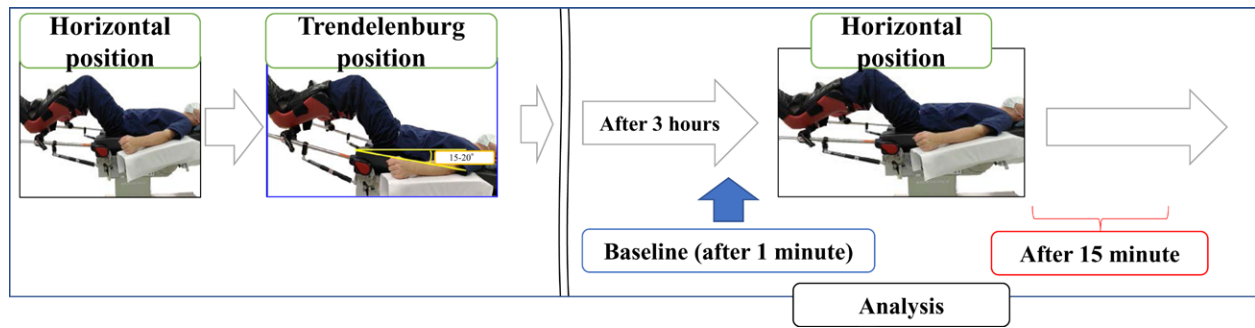 Horizontal
position
Trendelenburg
position
15-20°
After 3 hours
Horizontal
position
Baseline (after 1 minute)
After 15 minute
Analysis